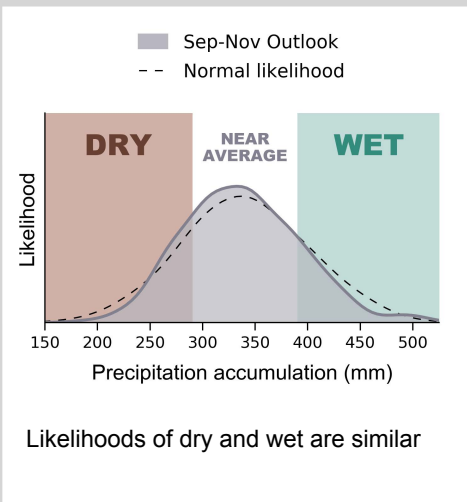 Sep-Nov Outlook
Normal likelihood
DRY
NEAR
AVERAGE
WET
Likelihood
150 200 250 300 350 400 450 500
Precipitation accumulation (mm)
Likelihoods of dry and wet are similar